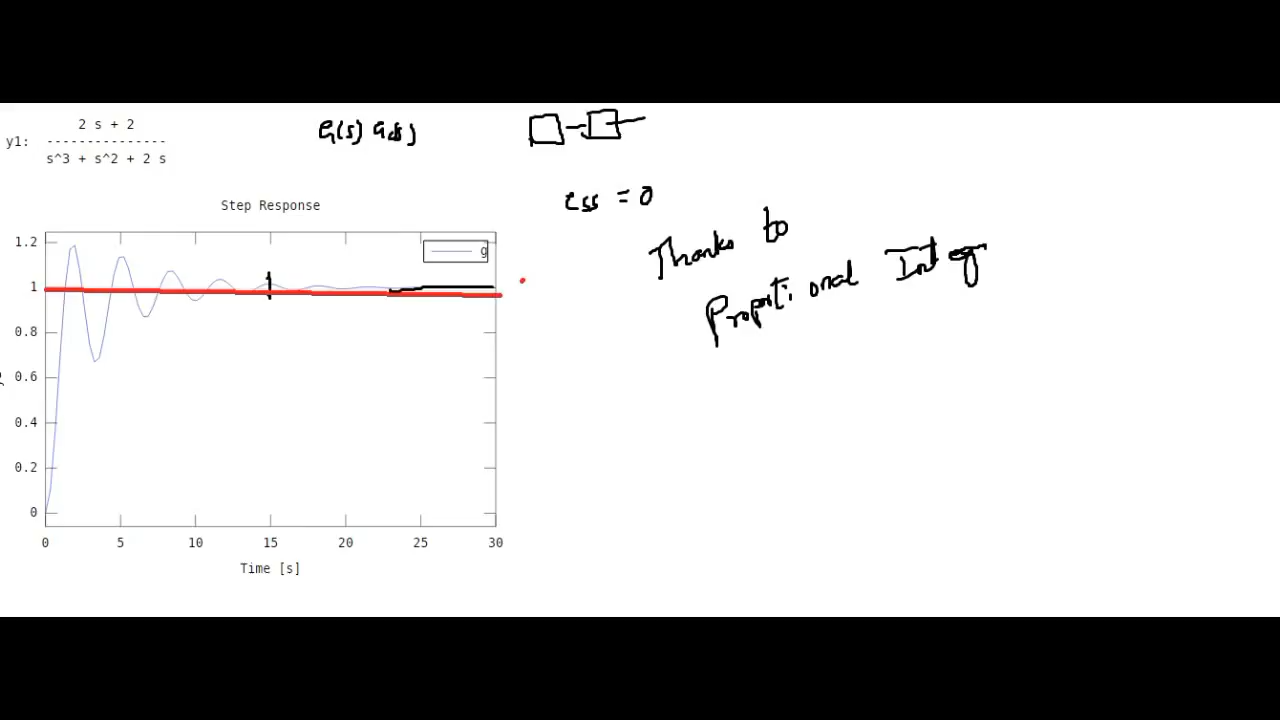 2 s + 2
y1: ---------------
s^3 + s^2 + 2 s
G(s) G(s)
ess = 0
Thanks to
Proportional Integ
Step Response
g
1.2
1
0.8
0.6
0.4
0.2
0
0 5 10 15 20 25 30
Time [s]